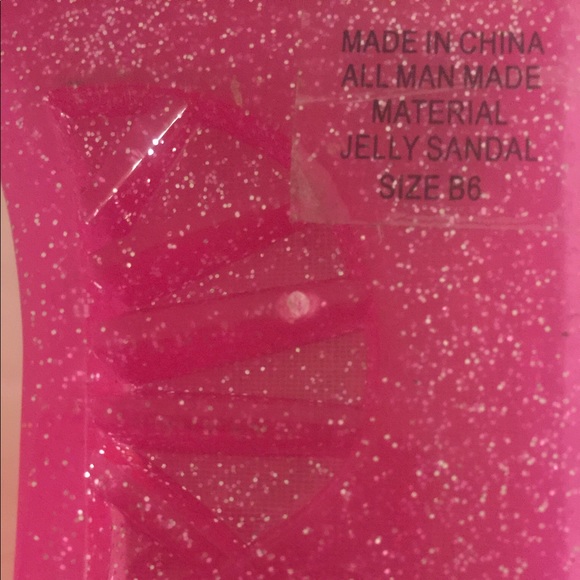 MADE IN CHINA
ALL MAN MADE
MATERIAL
JELLY SANDAL
SIZE B6